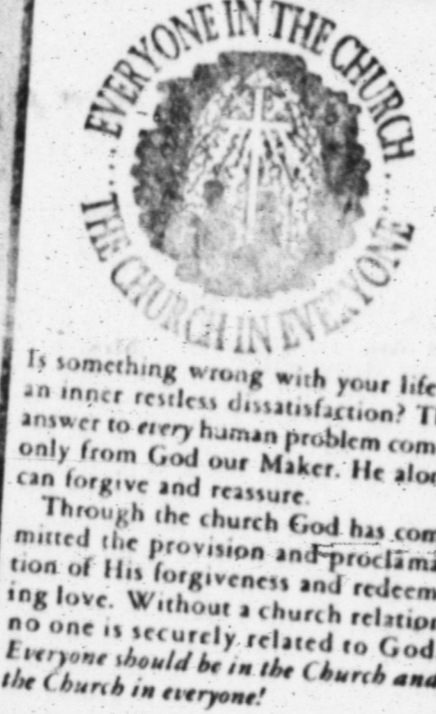 EVERYONE IN THE CHURCH ....
THE CHURCH IN EVERYONE ....
Is something wrong with your life
an inner restless dissatisfaction? T
answer to every human problem com
only from God our Maker. He alo
can forgive and reassure.
Through the church God has com
mitted the provision and proclama
tion of His forgiveness and redeem
ing love. Without a church relation
no one is securely related to God
Everyone should be in the Church and
the Church in everyone!